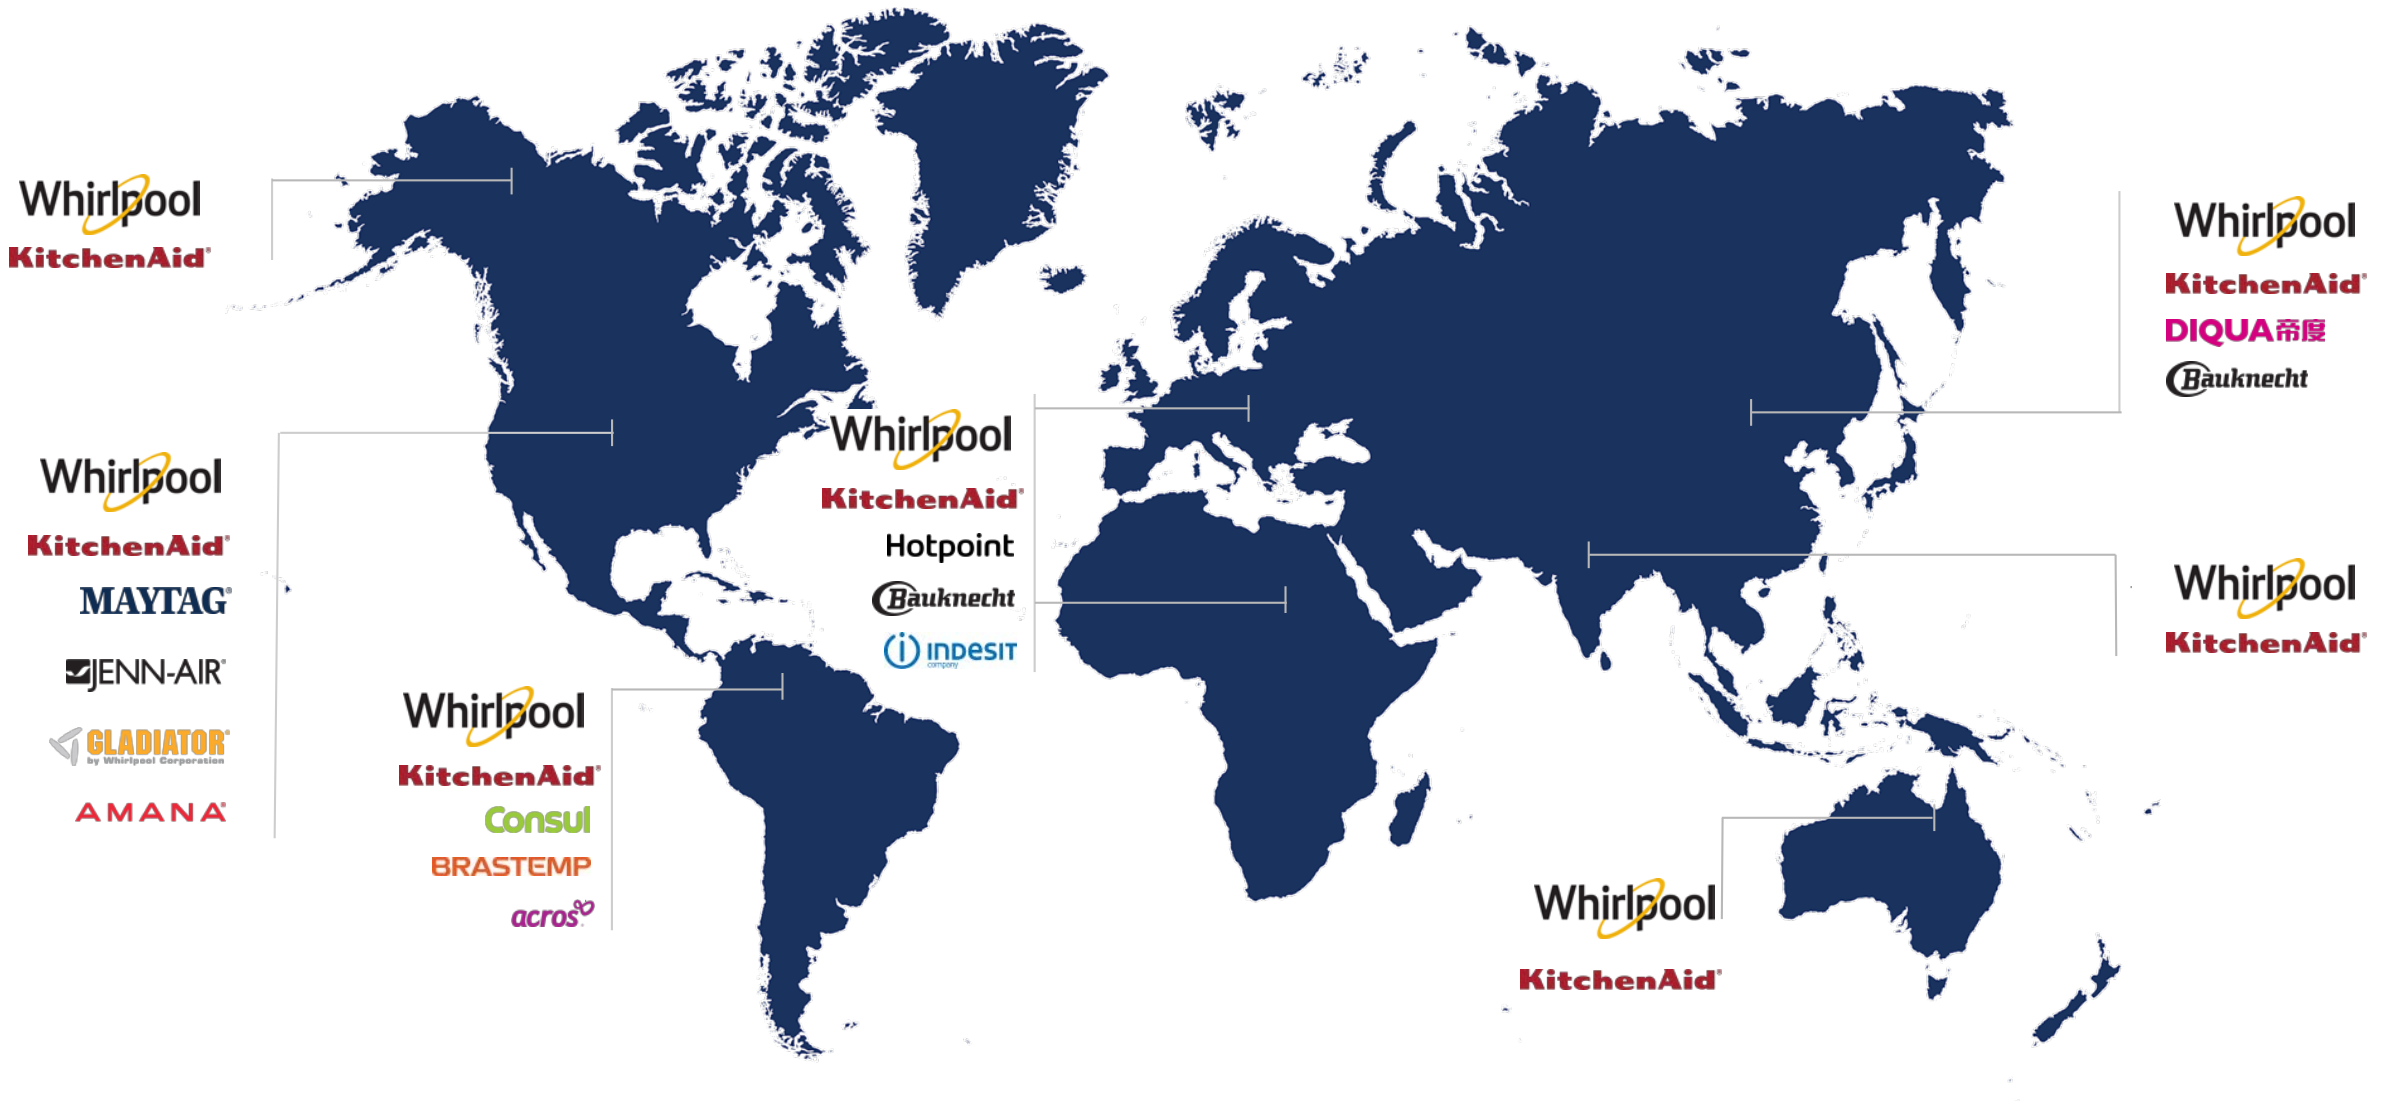 Whirlpool
KitchenAid®
Whirlpool
KitchenAid®
MAYTAG®
JENN-AIR®
GLADIATOR®
by Whirlpool Corporation
AMANA®
Whirlpool
KitchenAid®
Consul
BRASTEMP
acros
Whirlpool
KitchenAid®
Hotpoint
Bauknecht
indesit
company
Whirlpool
KitchenAid®
DIQUA帝度
Bauknecht
Whirlpool
KitchenAid®
Whirlpool
KitchenAid®